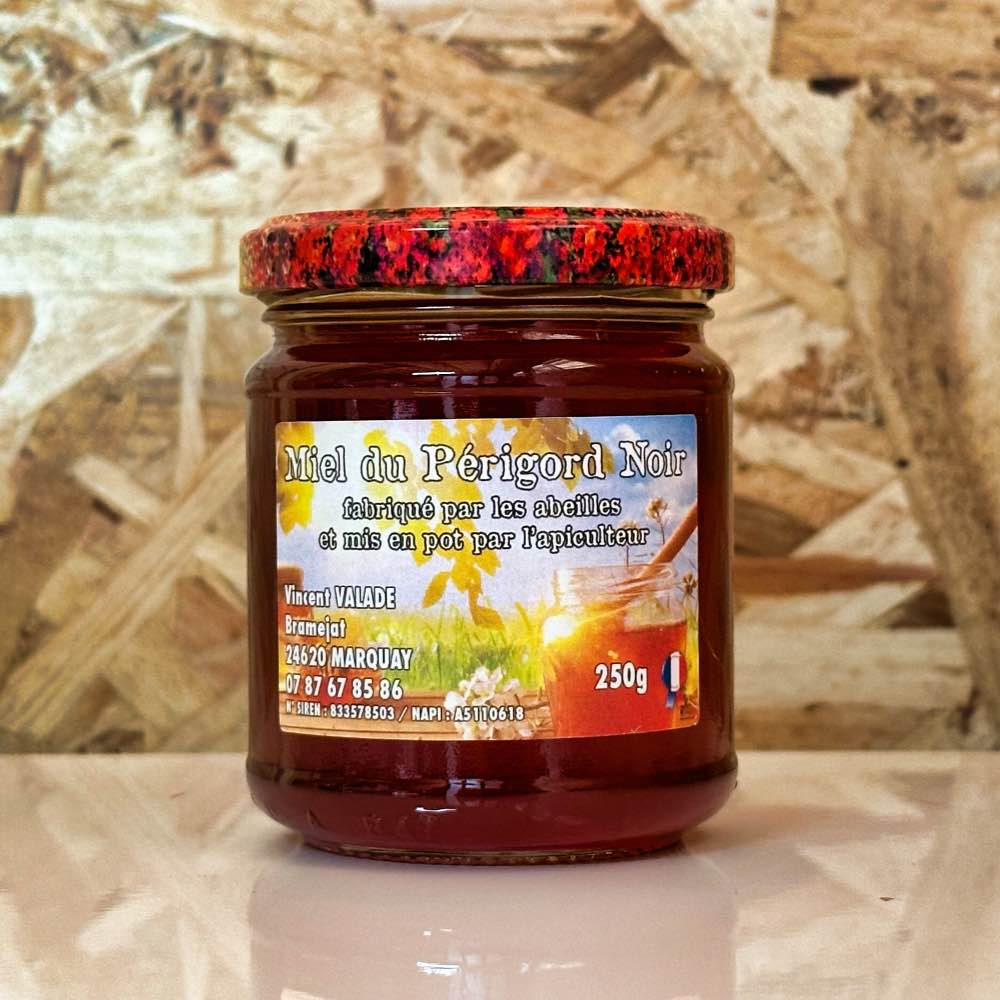 Miel du Périgord Noir
fabriqué par les abeilles
et mis en pot par l'apiculteur
Vincent VALADE
Bramejat
24620 MARQUAY
07 87 67 85 86
N° SIREN : 833578503 / NAPI : A5110618
250g